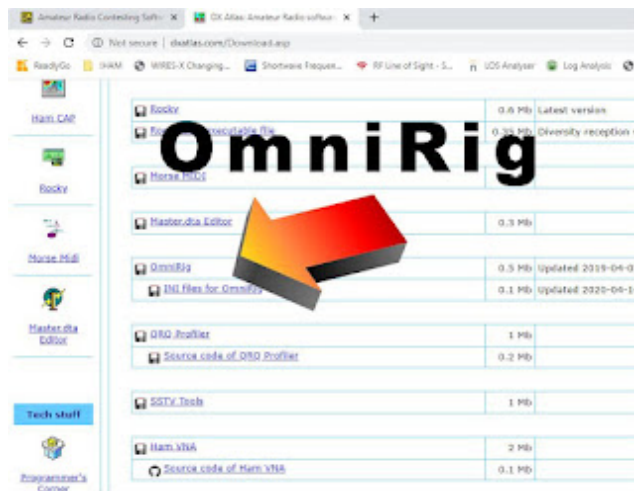 Amateur Radio Contesting Softw
DX Atlas: Amateur Radio softwar
Not secure | dxatlas.com/Download.asp
ReadyGo
HAM
WIRES-X Changing...
Shortwave Frequen...
RF Line of Sight - S...
LOS Analyser
Log Analysis
Ham CAP
Rocky
Morse Midi
Master.dta
Editor
Tech stuff
Programmer's
Corner
OmniRig
Rocky 0.6 Mb Latest version
executable file 0.35 Mb Diversity reception
Morse MIDI
Master.dta Editor 0.3 Mb
OmniRig 0.5 Mb Updated 2019-04-0
INI files for OmniRig 0.1 Mb Updated 2020-04-1
QRQ Profiler 1 Mb
Source code of QRQ Profiler 0.2 Mb
SSTV Tools 1 Mb
Ham VNA 2 Mb
Source code of Ham VNA 0.1 Mb